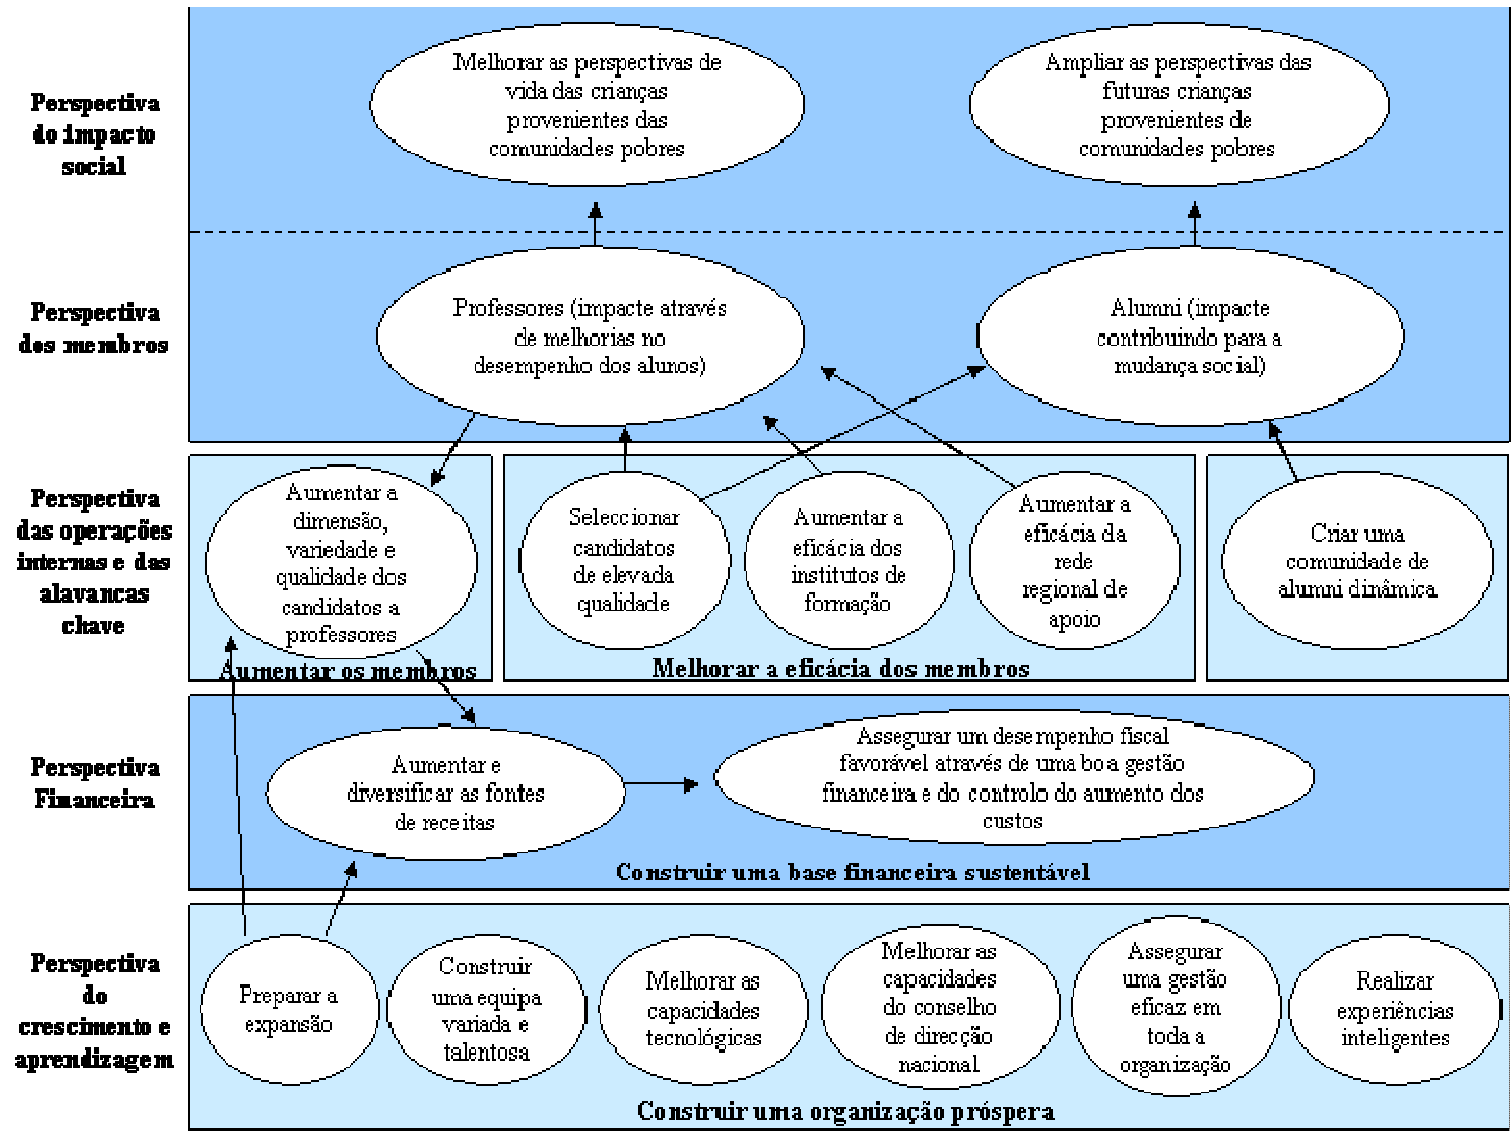 Perspectiva
do impacto
social
Melhorar as perspectivas de
vida das crianças
provenientes das
comunidades pobres
Ampliar as perspectivas das
futuras crianças
provenientes de
comunidades pobres
Perspectiva
dos membros
Professores (impacte através
de melhorias no
desempenho dos alunos)
Alumni (impacte
contribuindo para a
mudança social)
Perspectiva
das operações
internas e das
alavancas
chave
Aumentar a
dimensão,
variedade e
qualidade dos
candidatos a
professores
Aumentar os membros
Seleccionar
candidatos
de elevada
qualidade
Aumentar a
eficácia dos
institutos de
formação
Aumentar a
eficácia da
rede
regional de
apoio
Melhorar a eficácia dos membros
Criar uma
comunidade de
alumni dinâmica
Perspectiva
Financeira
Aumentar e
diversificar as fontes
de receitas
Assegurar um desempenho fiscal
favorável através de uma boa gestão
financeira e do controlo do aumento dos
custos
Construir uma base financeira sustentável
Perspectiva
do
crescimento e
aprendizagem
Preparar a
expansão
Construir
uma equipa
variada e
talentosa
Melhorar as
capacidades
tecnológicas
Melhorar as
capacidades
do conselho
de direcção
nacional
Assegurar
uma gestão
eficaz em
toda a
organização
Realizar
experiências
inteligentes
Construir uma organização próspera